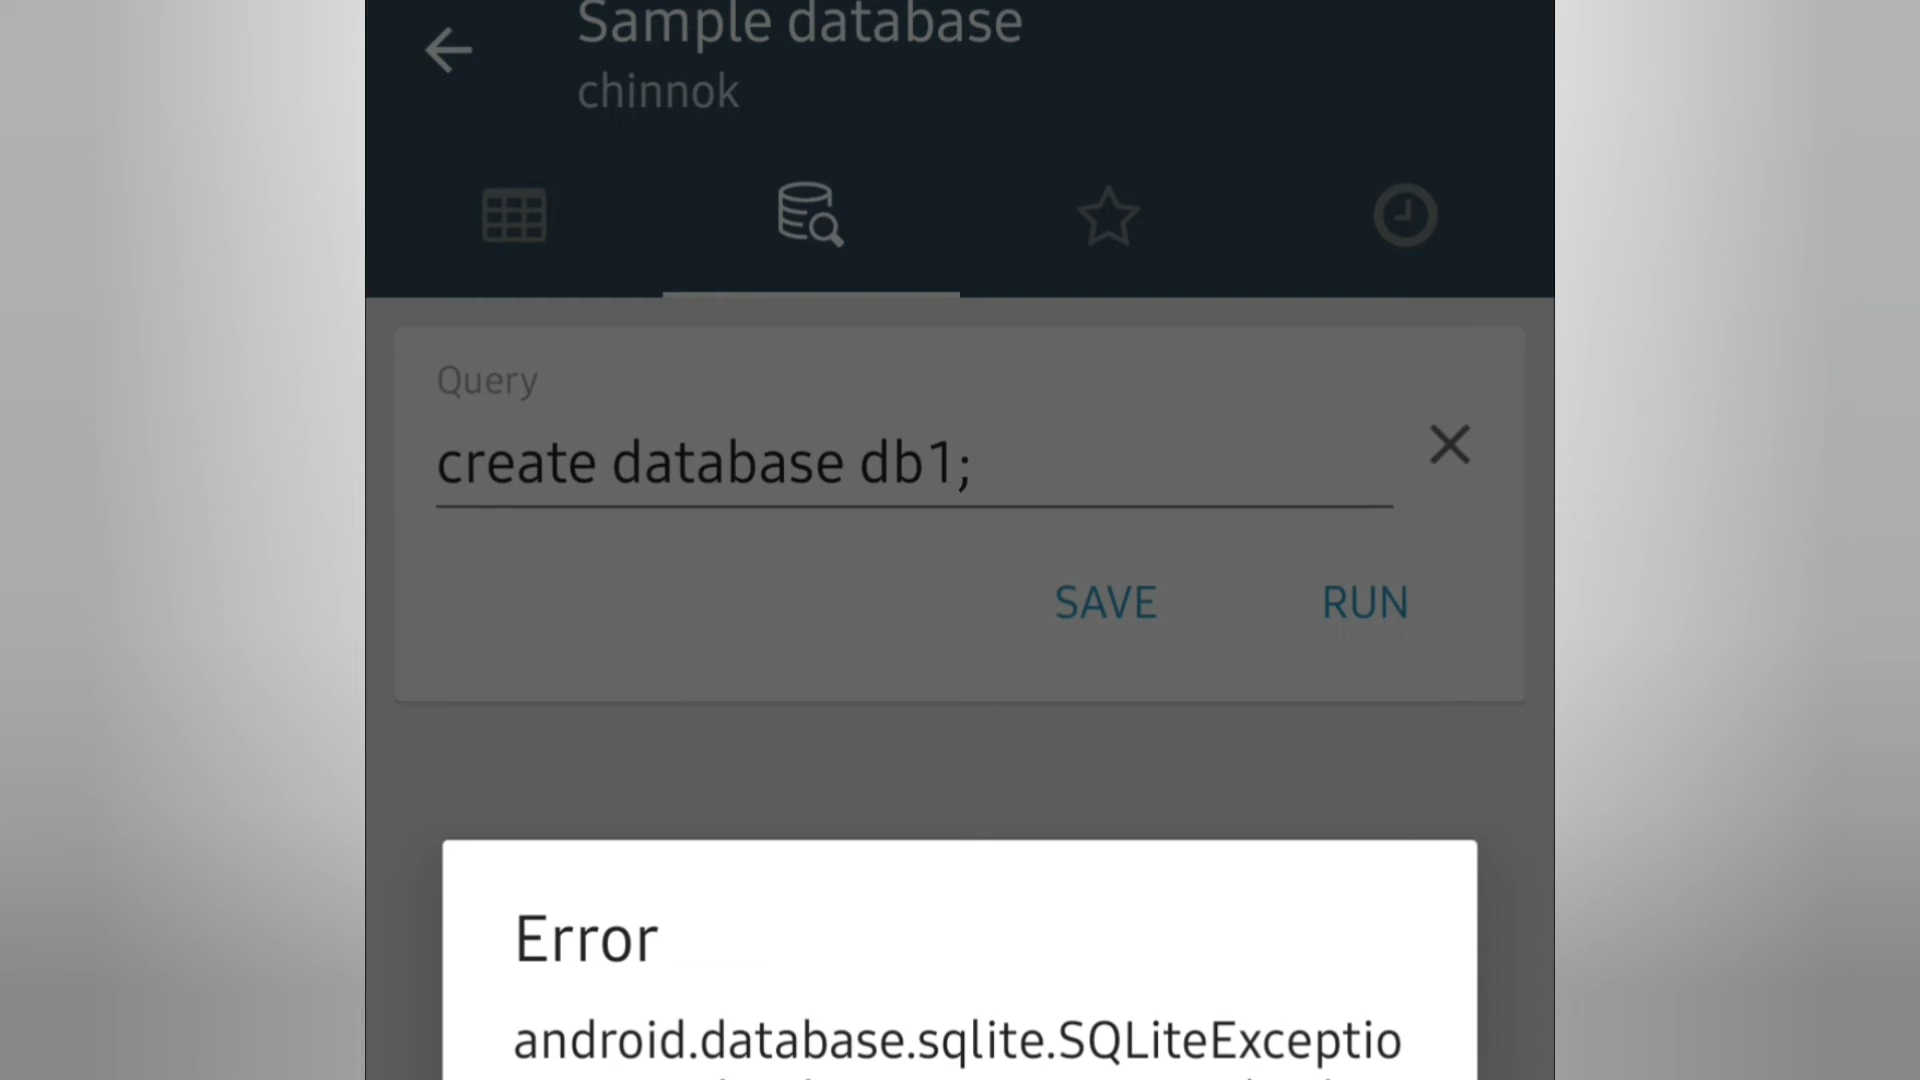 Sample database
chinnok
Query
create database db1;
SAVE
RUN
Error
android.database.sqlite.SQLiteExceptio